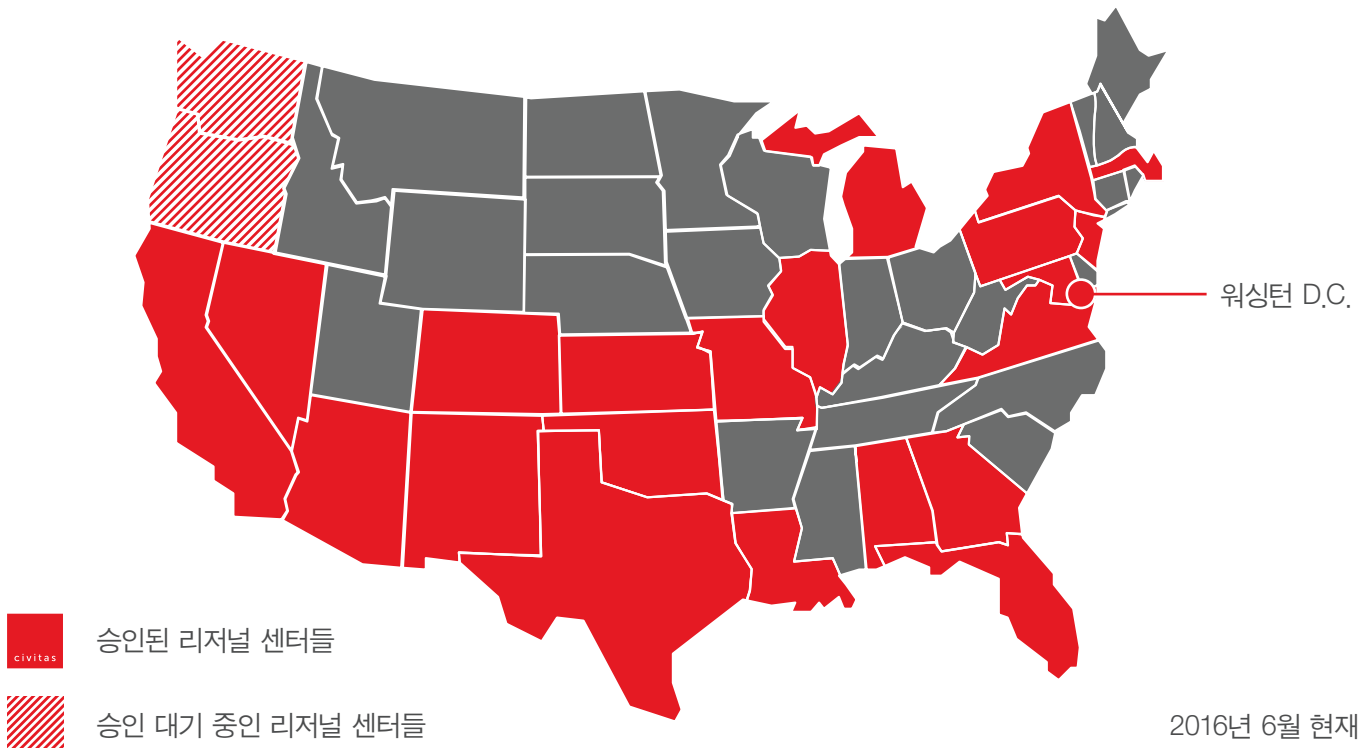 워싱턴 D.C.
civitas
승인된 리저널 센터들
승인 대기 중인 리저널 센터들
2016년 6월 현재